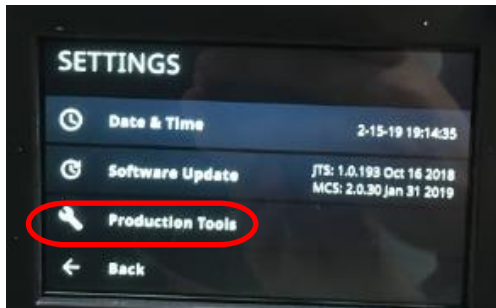 SETTINGS
Date & Time 2-15-19 19:14:35
Software Update JTS: 1.0.193 Oct 16 2018
MCS: 2.0.30 Jan 31 2019
Production Tools
Back